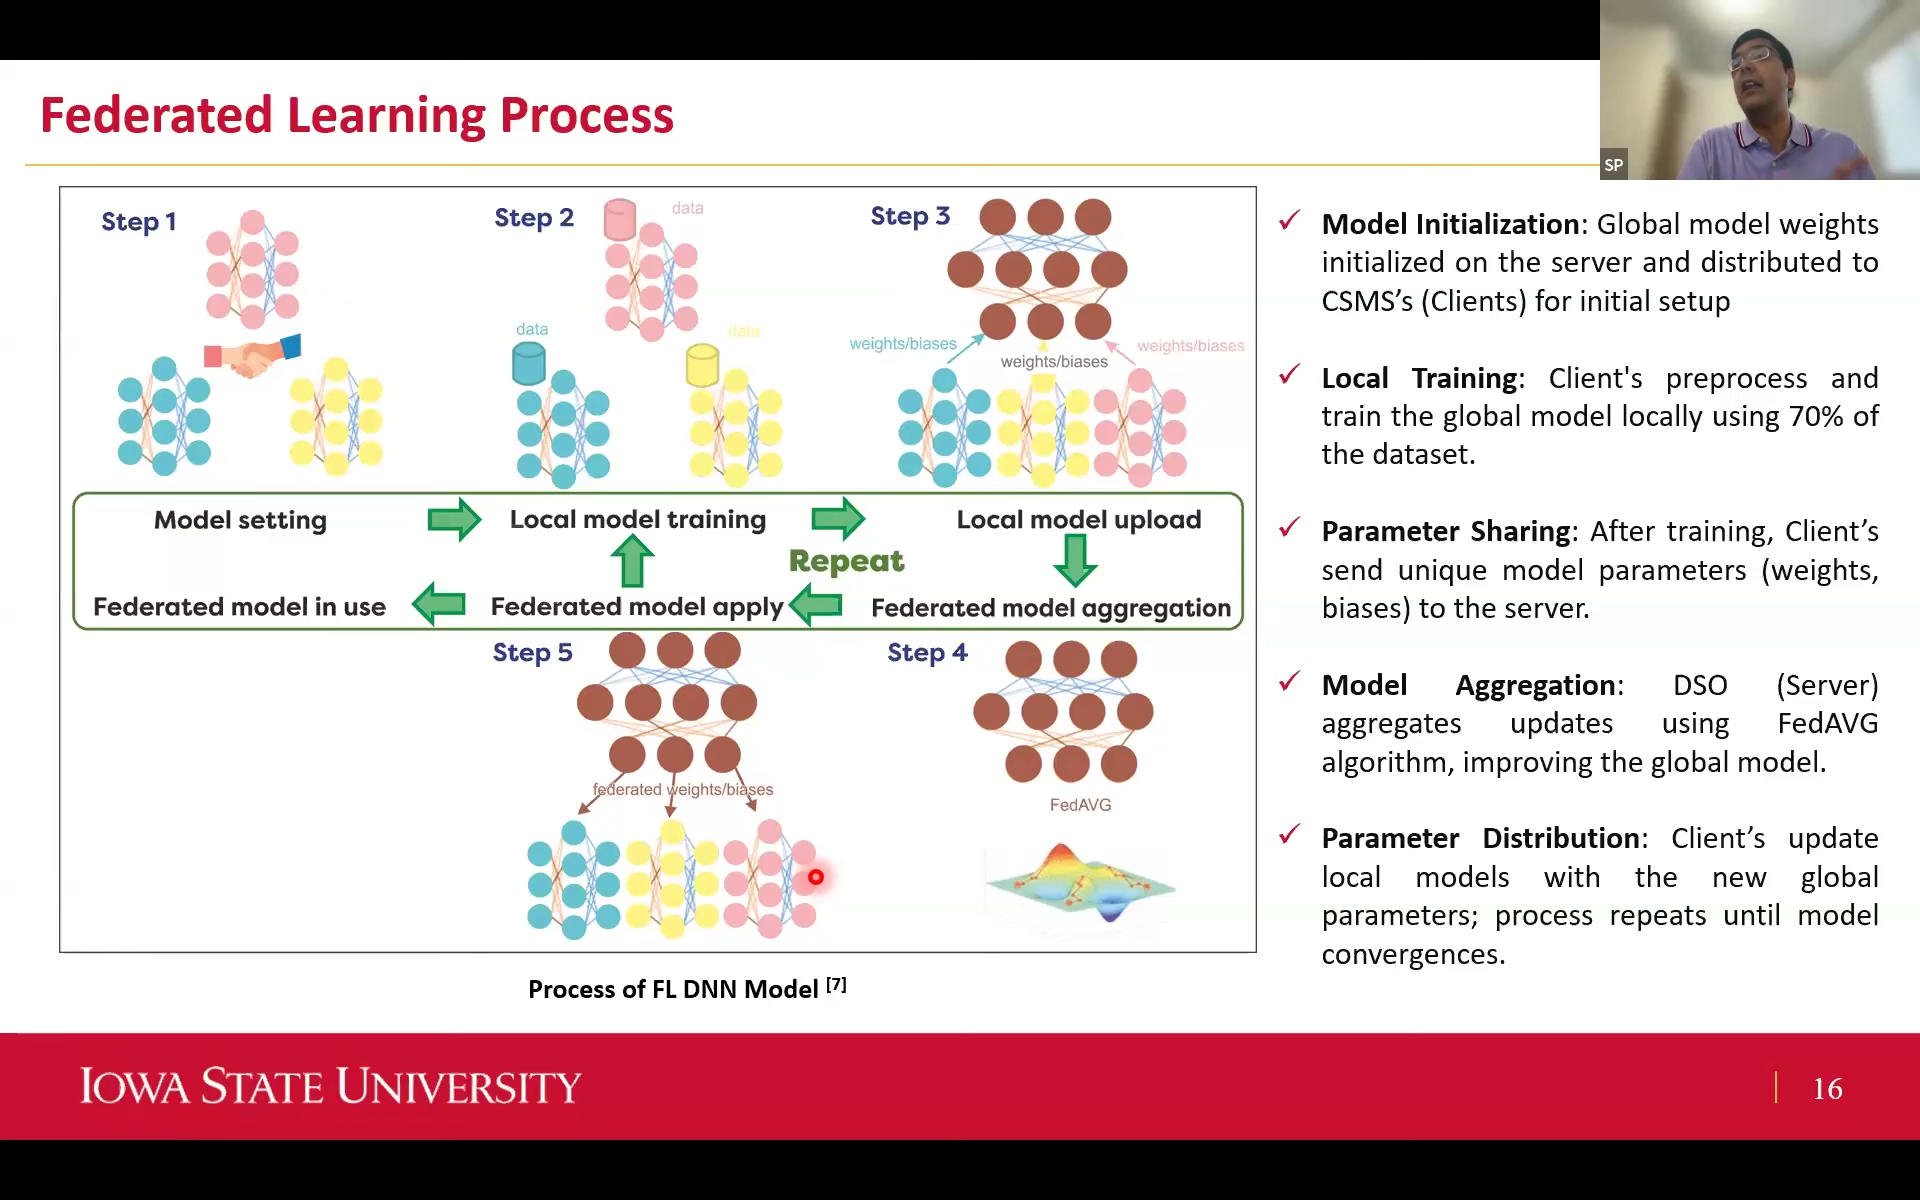 Federated Learning Process
SP
Step 1
Step 2
data
data
data
Step 3
weights/biases
weights/biases
weights/biases
Model setting
Local model training
Local model upload
Repeat
Federated model in use
Federated model apply
Federated model aggregation
Step 5
federated weights/biases
Step 4
FedAVG
Process of FL DNN Model [7]
✓ Model Initialization: Global model weights
initialized on the server and distributed to
CSMS’s (Clients) for initial setup
✓ Local Training: Client's preprocess and
train the global model locally using 70% of
the dataset.
✓ Parameter Sharing: After training, Client’s
send unique model parameters (weights,
biases) to the server.
✓ Model Aggregation: DSO (Server)
aggregates updates using FedAVG
algorithm, improving the global model.
✓ Parameter Distribution: Client’s update
local models with the new global
parameters; process repeats until model
convergences.
IOWA STATE UNIVERSITY
16